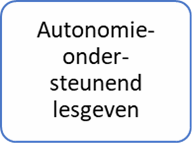 Autonomie-
onder-
steunend
lesgeven